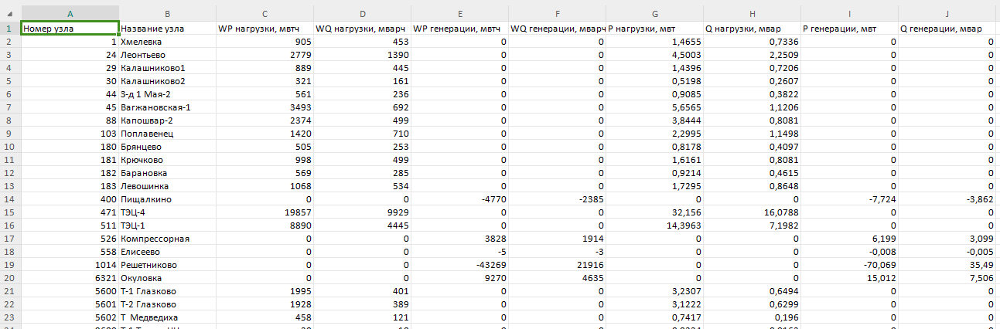 A B C D E F G H I J
1 Номер узла Название узла WP нагрузки, мвтч WQ нагрузки, мварч WP генерации, мвтч WQ генерации, мварч P нагрузки, мвт Q нагрузки, мвар P генерации, мвт Q генерации, мвар
2 1 Хмелевка 905 453 0 0 1,4655 0,7336 0 0
3 24 Леонтьево 2779 1390 0 0 4,5003 2,2509 0 0
4 29 Калашниково1 889 445 0 0 1,4396 0,7206 0 0
5 30 Калашниково2 321 161 0 0 0,5198 0,2607 0 0
6 44 З-д 1 Мая-2 561 236 0 0 0,9085 0,3822 0 0
7 45 Вагжановская-1 3493 692 0 0 5,6565 1,1206 0 0
8 88 Капошвар-2 2374 499 0 0 3,8444 0,8081 0 0
9 103 Поплавенец 1420 710 0 0 2,2995 1,1498 0 0
10 180 Брянцево 505 253 0 0 0,8178 0,4097 0 0
11 181 Крючково 998 499 0 0 1,6161 0,8081 0 0
12 182 Барановка 569 285 0 0 0,9214 0,4615 0 0
13 183 Левошинка 1068 534 0 0 1,7295 0,8648 0 0
14 400 Пищалкино 0 0 -4770 -2385 0 0 -7,724 -3,862
15 471 ТЭЦ-4 19857 9929 0 0 32,156 16,0788 0 0
16 511 ТЭЦ-1 8890 4445 0 0 14,3963 7,1982 0 0
17 526 Компрессорная 0 0 3828 1914 0 0 6,199 3,099
18 558 Елисеево 0 0 -5 -3 0 0 -0,008 -0,005
19 1014 Решетниково 0 0 -43269 21916 0 0 -70,069 35,49
20 6321 Окуловка 0 0 9270 4635 0 0 15,012 7,506
21 5600 Т-1 Глазково 1995 401 0 0 3,2307 0,6494 0 0
22 5601 Т-2 Глазково 1928 389 0 0 3,1222 0,6299 0 0
23 5602 Т Медведиха 458 121 0 0 0,7417 0,196 0 0